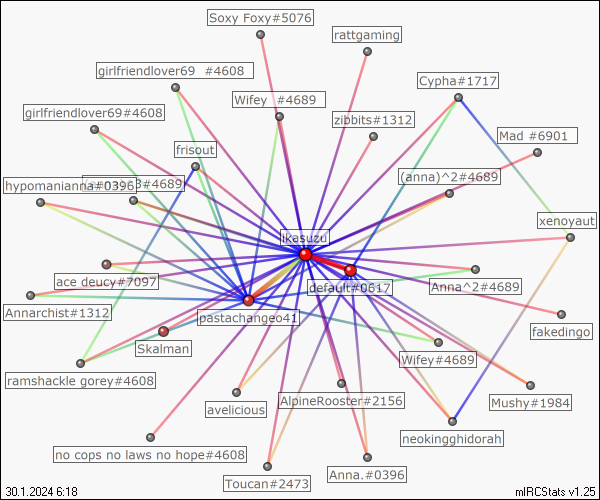 Soxy Foxy#5076
rattgaming
girlfriendlover69 #4608
Cypha#1717
Wifey #4689
girlfriendlover69#4608
zibbits#1312
Mad #6901
frisout
(anna)^2#4689
hypomanianna#0396
3#4689
xenoyaut
ikasuzu
ace deucy#7097
default#0617
Anna^2#4689
Annarchist#1312
pastachangeo41
fakedingo
Skalman
Wifey#4689
ramshackle gorey#4608
Mushy#1984
avelicious
AlpineRooster#2156
neokingghidorah
no cops no laws no hope#4608
Anna.#0396
Toucan#2473
30.1.2024 6:18
mIRCStats v1.25